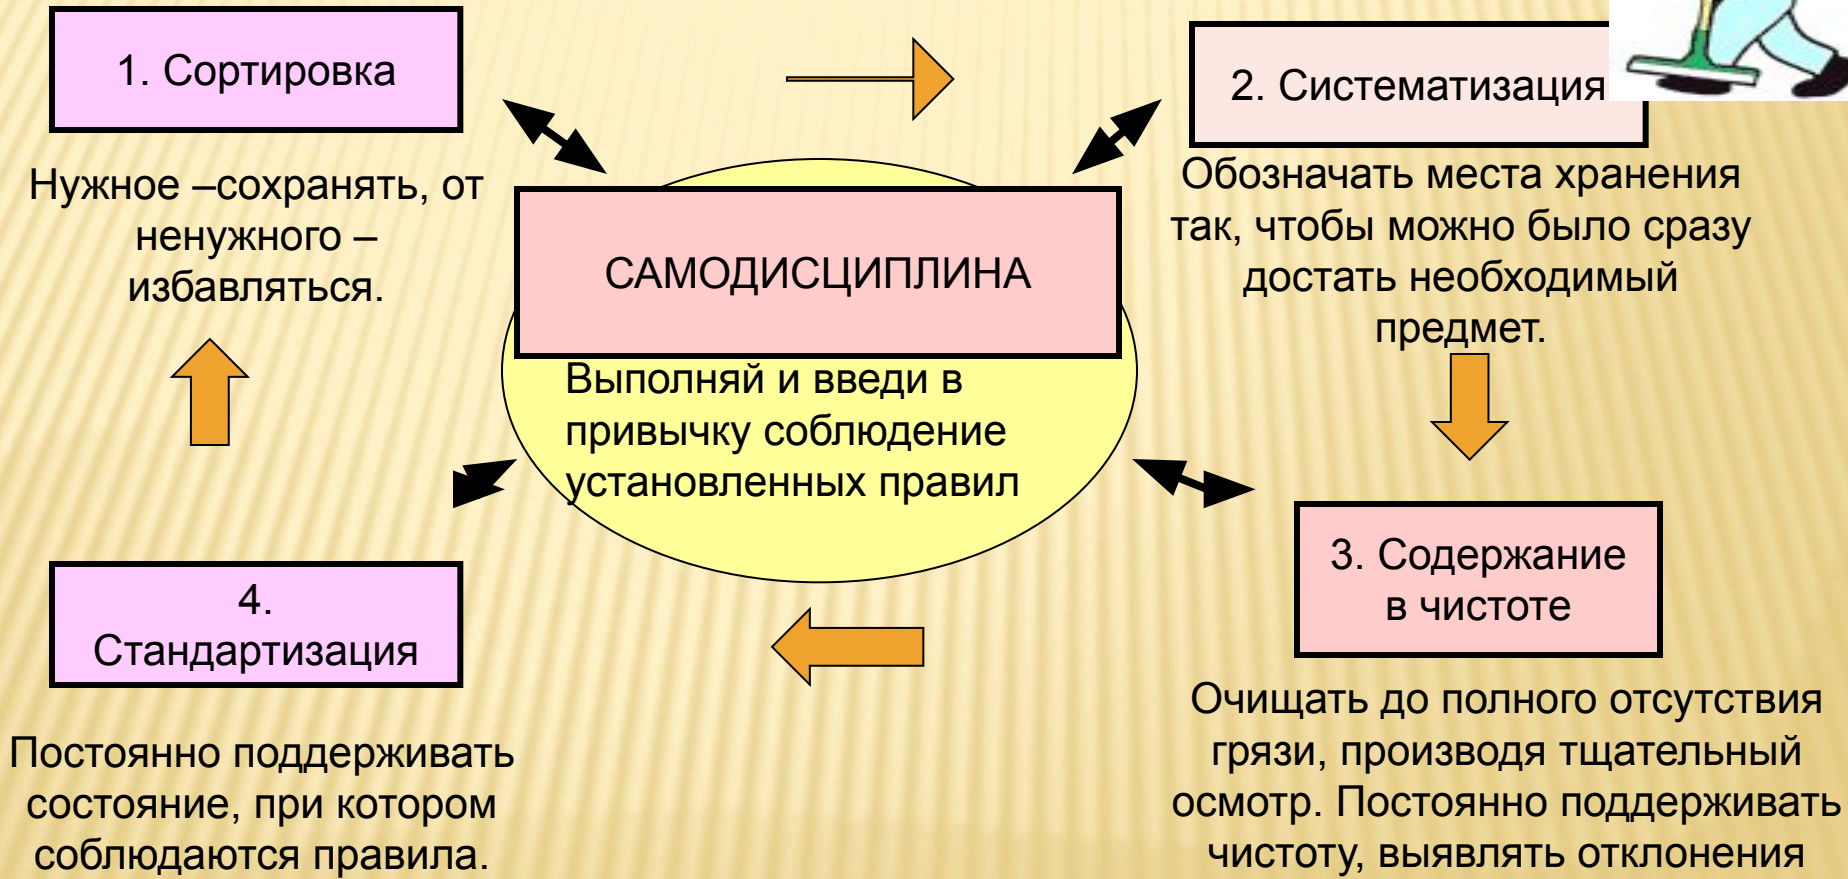 1. Сортировка
Нужное –сохранять, от
ненужного –
избавляться.
2. Систематизация
Обозначать места хранения
так, чтобы можно было сразу
достать необходимый
предмет.
САМОДИСЦИПЛИНА
Выполняй и введи в
привычку соблюдение
установленных правил
3. Содержание
в чистоте
Очищать до полного отсутствия
грязи, производя тщательный
осмотр. Постоянно поддерживать
чистоту, выявлять отклонения
4.
Стандартизация
Постоянно поддерживать
состояние, при котором
соблюдаются правила.